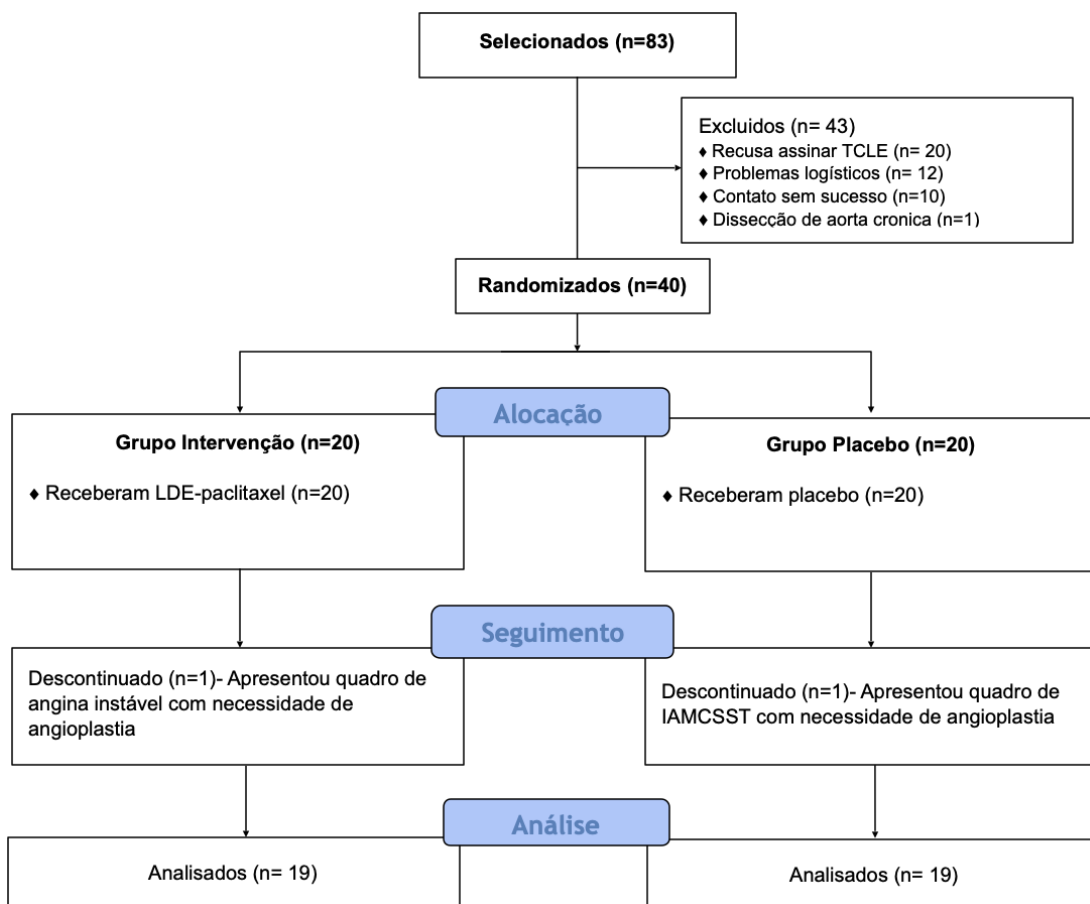 Selecionados (n=83)
Excluidos (n= 43)
♦ Recusa assinar TCLE (n= 20)
♦ Problemas logísticos (n= 12)
♦ Contato sem sucesso (n=10)
♦ Dissecção de aorta cronica (n=1)
Randomizados (n=40)
Alocação
Grupo Intervenção (n=20)
♦ Receberam LDE-paclitaxel (n=20)
Grupo Placebo (n=20)
♦ Receberam placebo (n=20)
Seguimento
Descontinuado (n=1)- Apresentou quadro de
angina instável com necessidade de
angioplastia
Descontinuado (n=1)- Apresentou quadro de
IAMCSST com necessidade de angioplastia
Análise
Analisados (n= 19)
Analisados (n= 19)